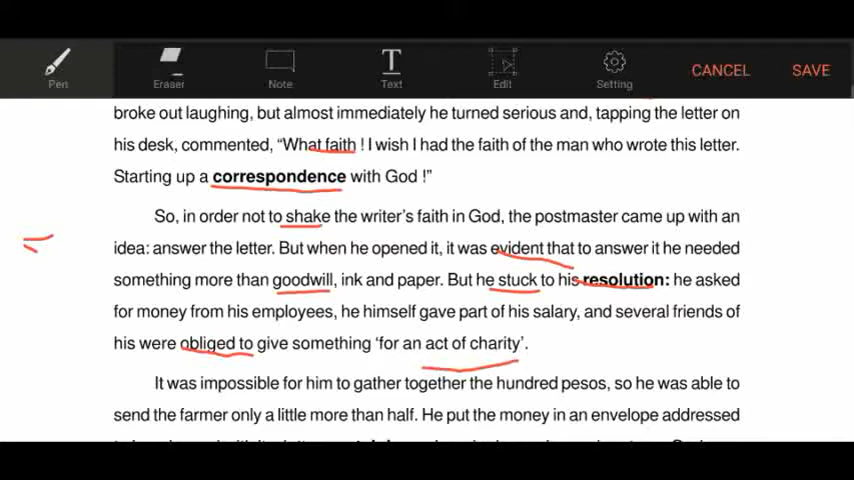 Pen Eraser Note Text Edit Setting CANCEL SAVE
broke out laughing, but almost immediately he turned serious and, tapping the letter on
his desk, commented, “What faith ! I wish I had the faith of the man who wrote this letter.
Starting up a correspondence with God !”
So, in order not to shake the writer’s faith in God, the postmaster came up with an
idea: answer the letter. But when he opened it, it was evident that to answer it he needed
something more than goodwill, ink and paper. But he stuck to his resolution: he asked
for money from his employees, he himself gave part of his salary, and several friends of
his were obliged to give something ‘for an act of charity’.
It was impossible for him to gather together the hundred pesos, so he was able to
send the farmer only a little more than half. He put the money in an envelope addressed